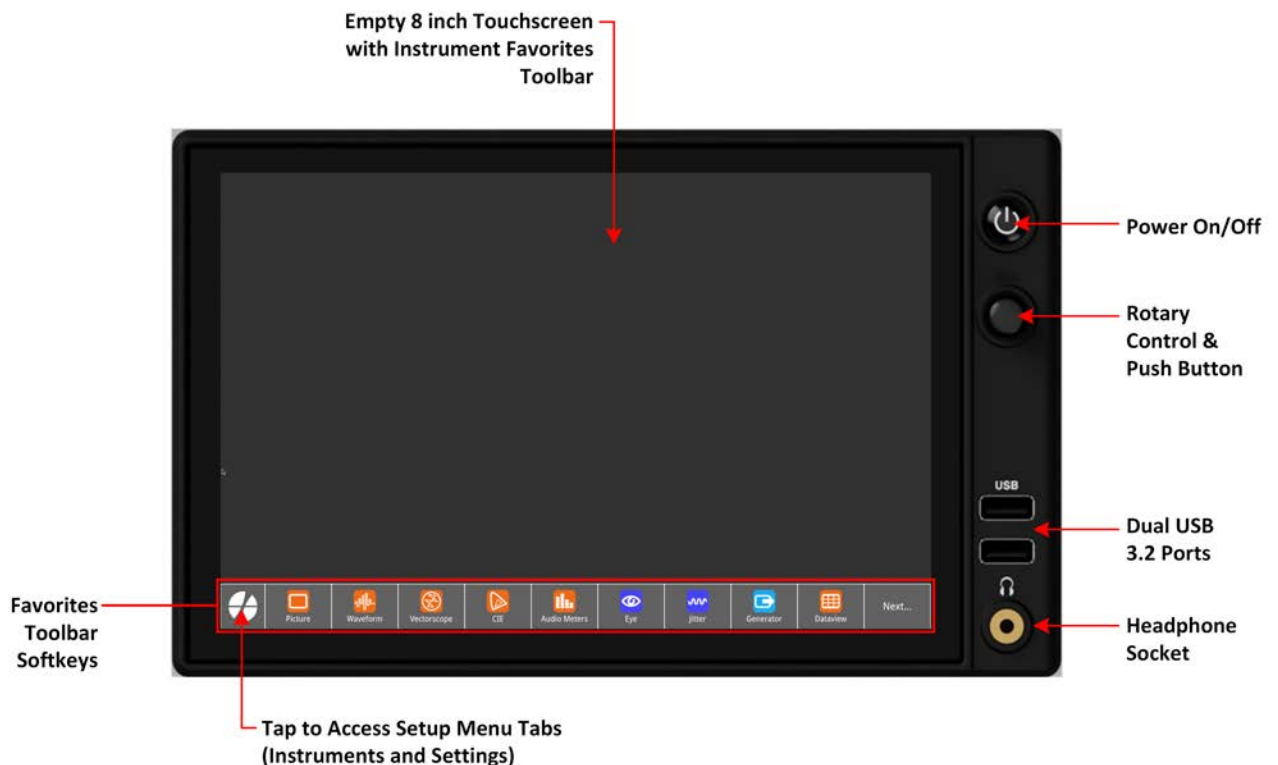 Empty 8 inch Touchscreen
with Instrument Favorites
Toolbar
Power On/Off
Rotary
Control &
Push Button
USB
Dual USB
3.2 Ports
Favorites
Toolbar
Softkeys
Picture
Waveform
Vectorscope
CIE
Audio Meters
Eye
Jitter
Generator
Dataview
Next...
Headphone
Socket
Tap to Access Setup Menu Tabs
(Instruments and Settings)